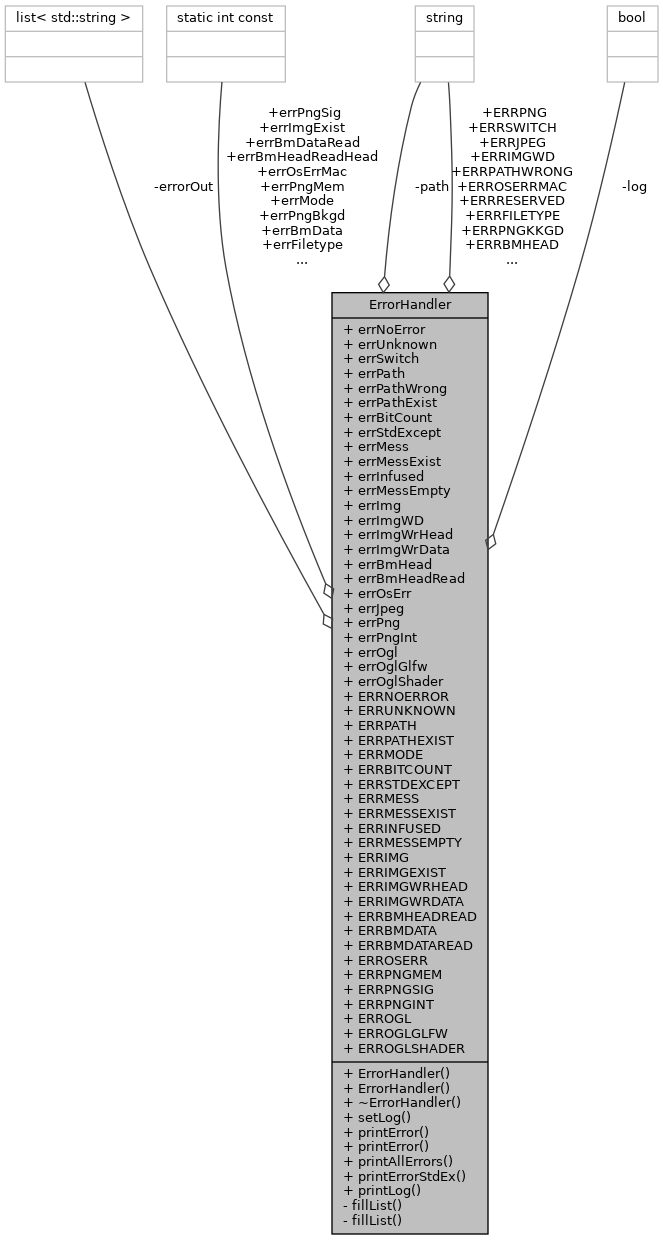 list< std::string >
static int const
string
bool
+errPngSig
+errImgExist
+errBmDataRead
+errBmHeadReadHead
+errOsErrMac
+errPngMem
+errMode
+errPngBkgd
+errBmData
+errFiletype
...
+ERRPNG
+ERRSWITCH
+ERRJPEG
+ERRIMGWD
+ERRPATHWRONG
+ERROSERRMAC
+ERRRESERVED
+ERRFILETYPE
+ERRPNGKKGD
+ERRBMHEAD
...
-errorOut
-path
-log
ErrorHandler
+ errNoError
+ errUnknown
+ errSwitch
+ errPath
+ errPathWrong
+ errPathExist
+ errBitCount
+ errStdExcept
+ errMess
+ errMessExist
+ errInfused
+ errMessEmpty
+ errImg
+ errImgWD
+ errImgWrHead
+ errImgWrData
+ errBmHead
+ errBmHeadRead
+ errOsErr
+ errJpeg
+ errPng
+ errPngInt
+ errOgl
+ errOglGlfw
+ errOglShader
+ ERRNOERROR
+ ERRUNKNOWN
+ ERRPATH
+ ERRPATHEXIST
+ ERRMODE
+ ERRBITCOUNT
+ ERRSTDEXCEPT
+ ERRMESS
+ ERRMESSEXIST
+ ERRINFUSED
+ ERRMESSEMPTY
+ ERRIMG
+ ERRIMGEXIST
+ ERRIMGWRHEAD
+ ERRIMGWRDATA
+ ERRBMHEADREAD
+ ERRBMDATA
+ ERRBMDATAREAD
+ ERROSERR
+ ERRPNGMEM
+ ERRPNGSIG
+ ERRPNGINT
+ ERROGL
+ ERROGLGLFW
+ ERROGLSHADER
+ ErrorHandler()
+ ErrorHandler()
+ ~ErrorHandler()
+ setLog()
+ printError()
+ printError()
+ printAllErrors()
+ printErrorStdEx()
+ printLog()
- fillList()
- fillList()